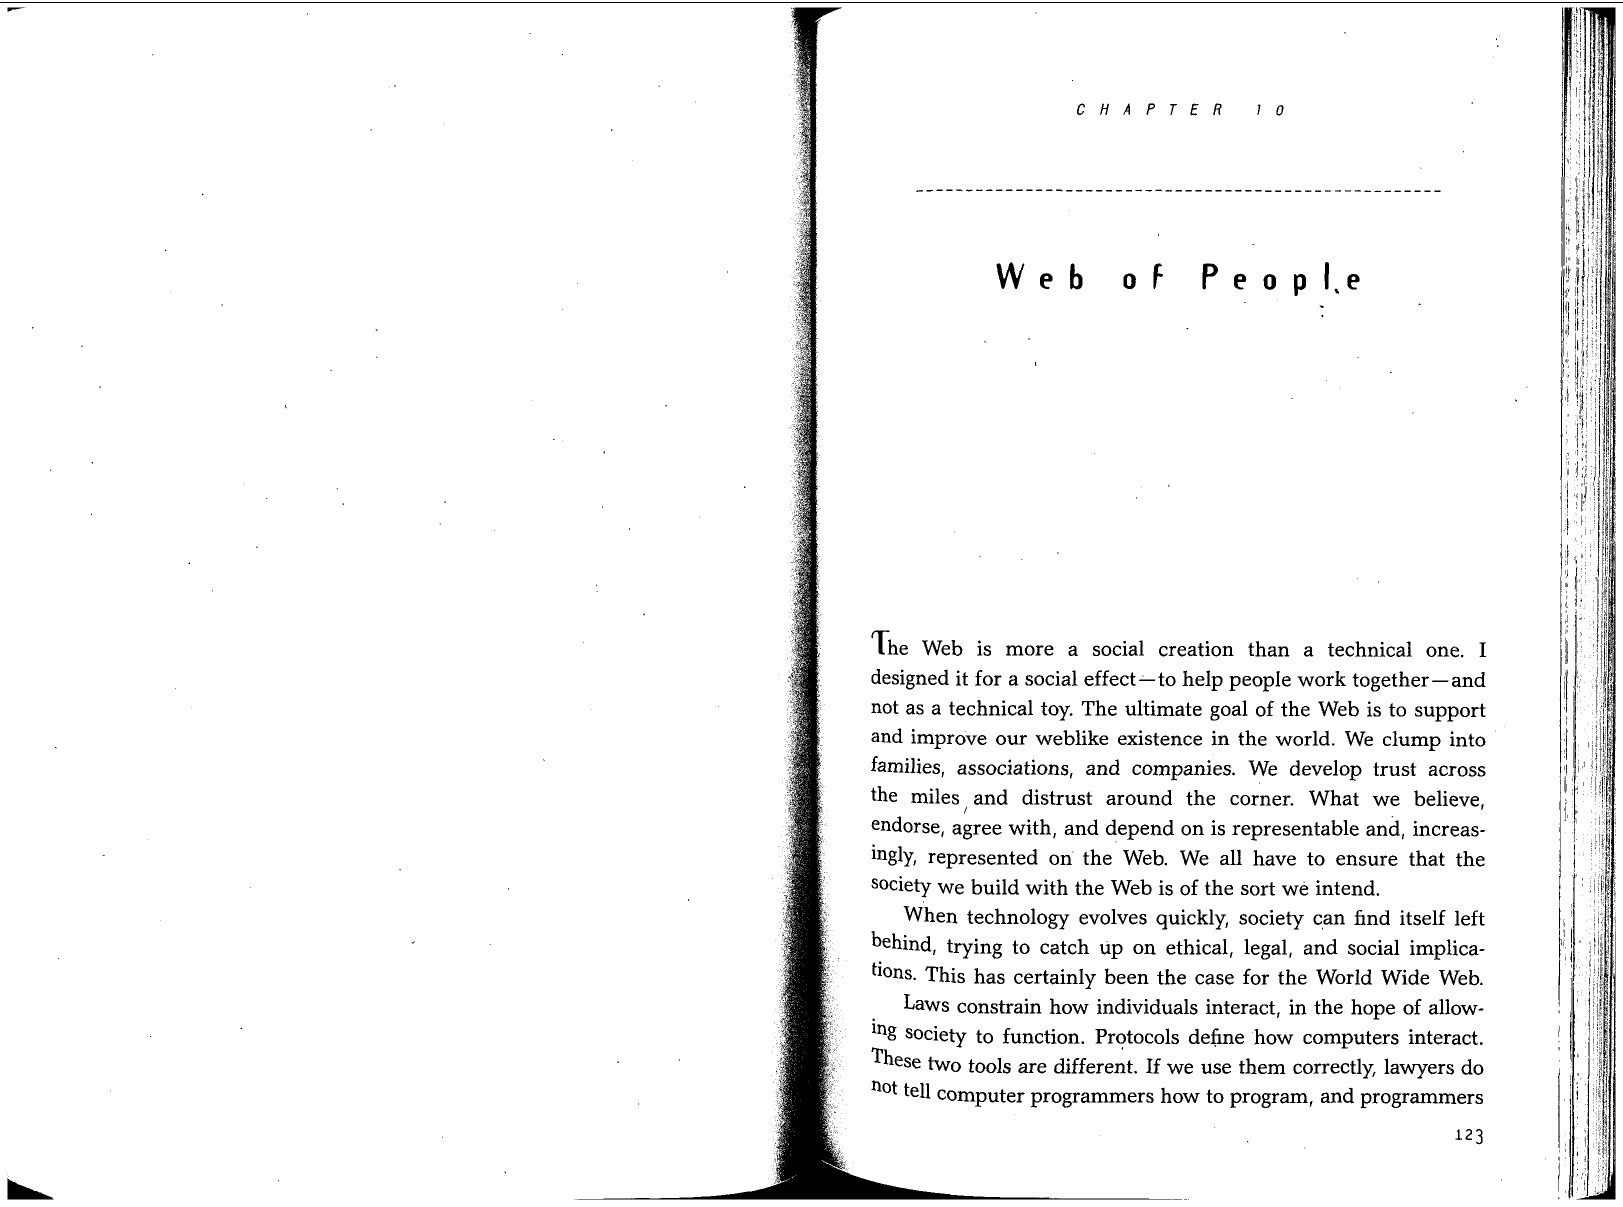 CHAPTER 10
Web of People
The Web is more a social creation than a technical one. I
designed it for a social effect—to help people work together—and
not as a technical toy. The ultimate goal of the Web is to support
and improve our weblike existence in the world. We clump into
families, associations, and companies. We develop trust across
the miles and distrust around the corner. What we believe,
endorse, agree with, and depend on is representable and, increas-
ingly, represented on the Web. We all have to ensure that the
society we build with the Web is of the sort we intend.
When technology evolves quickly, society can find itself left
behind, trying to catch up on ethical, legal, and social implica-
tions. This has certainly been the case for the World Wide Web.
Laws constrain how individuals interact, in the hope of allow-
ing society to function. Protocols define how computers interact.
These two tools are different. If we use them correctly, lawyers do
not tell computer programmers how to program, and programmers
123